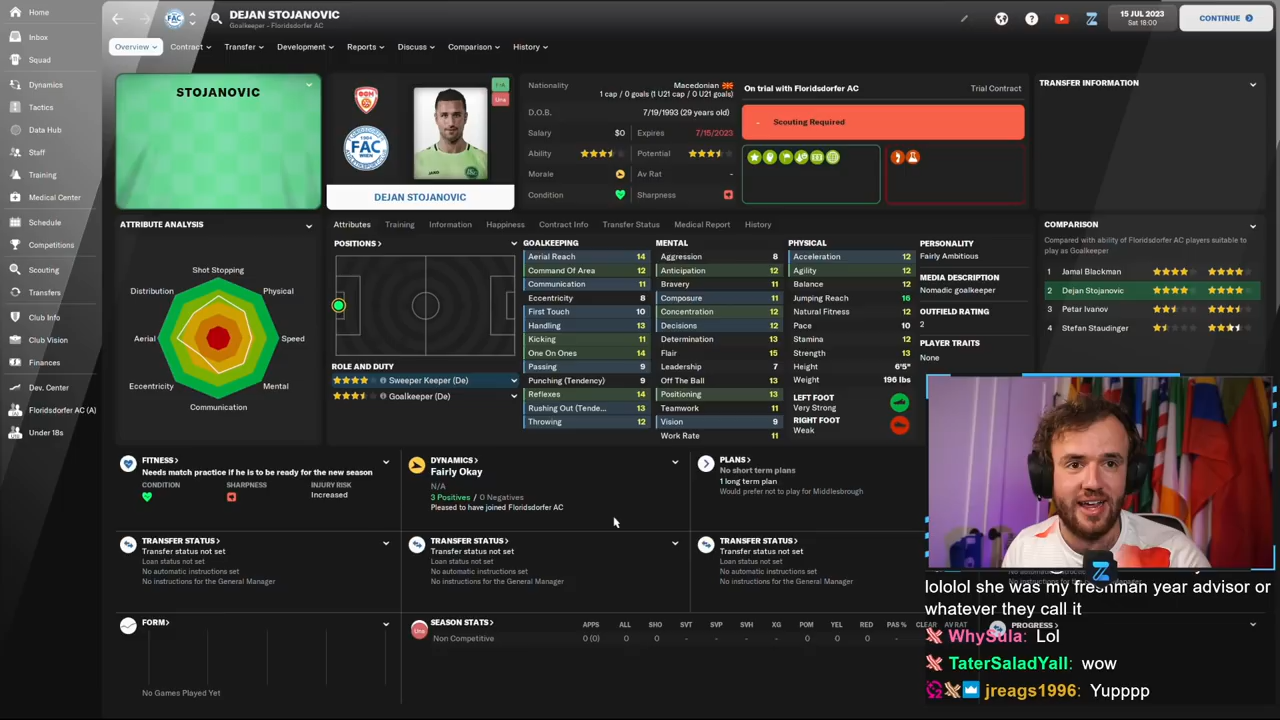 Home
Inbox
Squad
Dynamics
Tactics
Data Hub
Staff
Training
Medical Center
Schedule
Competitions
Scouting
Transfers
Club Info
Club Vision
Finances
Dev. Center
Floridsdorfer AC (A)
Under 18s
DEJAN STOJANOVIC
Goalkeeper - Floridsdorfer AC
15 JUL 2023
Sat 18:00
CONTINUE
Overview Contract Transfer Development Reports Discuss Comparison History
STOJANOVIC
FAC
WIEN
DEJAN STOJANOVIC
Nationality Macedonian
1 cap / 0 goals (1 U21 cap / 0 U21 goals)
D.O.B. 7/19/1993 (29 years old)
Salary $0 Expires 7/15/2023
Ability Potential
Morale Av Rat -
Condition Sharpness
On trial with Floridsdorfer AC Trial Contract
- Scouting Required
TRANSFER INFORMATION
ATTRIBUTE ANALYSIS
Shot Stopping
Physical
Speed
Mental
Communication
Eccentricity
Aerial
Distribution
Attributes Training Information Happiness Contract Info Transfer Status Medical Report History
POSITIONS>
ROLE AND DUTY
Sweeper Keeper (De)
Goalkeeper (De)
GOALKEEPING
Aerial Reach 14
Command Of Area 12
Communication 11
Eccentricity 8
First Touch 10
Handling 13
Kicking 11
One On Ones 14
Passing 9
Punching (Tendency) 9
Reflexes 14
Rushing Out (Tende... 13
Throwing 12
MENTAL
Aggression 8
Anticipation 12
Bravery 11
Composure 11
Concentration 12
Decisions 12
Determination 13
Flair 15
Leadership 7
Off The Ball 13
Positioning 13
Teamwork 11
Vision 9
Work Rate 11
PHYSICAL
Acceleration 12
Agility 12
Balance 12
Jumping Reach 16
Natural Fitness 12
Pace 10
Stamina 12
Strength 13
Height 6'5"
Weight 196 lbs
LEFT FOOT
Very Strong
RIGHT FOOT
Weak
PERSONALITY
Fairly Ambitious
MEDIA DESCRIPTION
Nomadic goalkeeper
OUTFIELD RATING
2
PLAYER TRAITS
None
COMPARISON
Compared with ability of Floridsdorfer AC players suitable to
play as Goalkeeper
1 Jamal Blackman
2 Dejan Stojanovic
3 Petar Ivanov
4 Stefan Staudinger
FITNESS>
Needs match practice if he is to be ready for the new season
CONDITION SHARPNESS INJURY RISK
Increased
DYNAMICS>
Fairly Okay
N/A
3 Positives / 0 Negatives
Pleased to have joined Floridsdorfer AC
PLANS>
No short term plans
1 long term plan
Would prefer not to play for Middlesbrough
TRANSFER STATUS>
Transfer status not set
Loan status not set
No automatic instructions set
No instructions for the General Manager
TRANSFER STATUS>
Transfer status not set
Loan status not set
No automatic instructions set
No instructions for the General Manager
TRANSFER STATUS>
Transfer status not set
Loan status not set
No automatic instructions set
No instructions for the General Manager
FORM>
No Games Played Yet
SEASON STATS>
APPS ALL SHO SVT SVP SVH XG POM YEL RED PAS % CLEAR AV RAT
Non Competitive 0 (0) 0 0 - - - - 0 0 0 -
PROGRESS>
lololol she was my freshman year advisor or
whatever they call it
WhySula: Lol
TaterSaladYall: wow
jreags1996: Yupppp